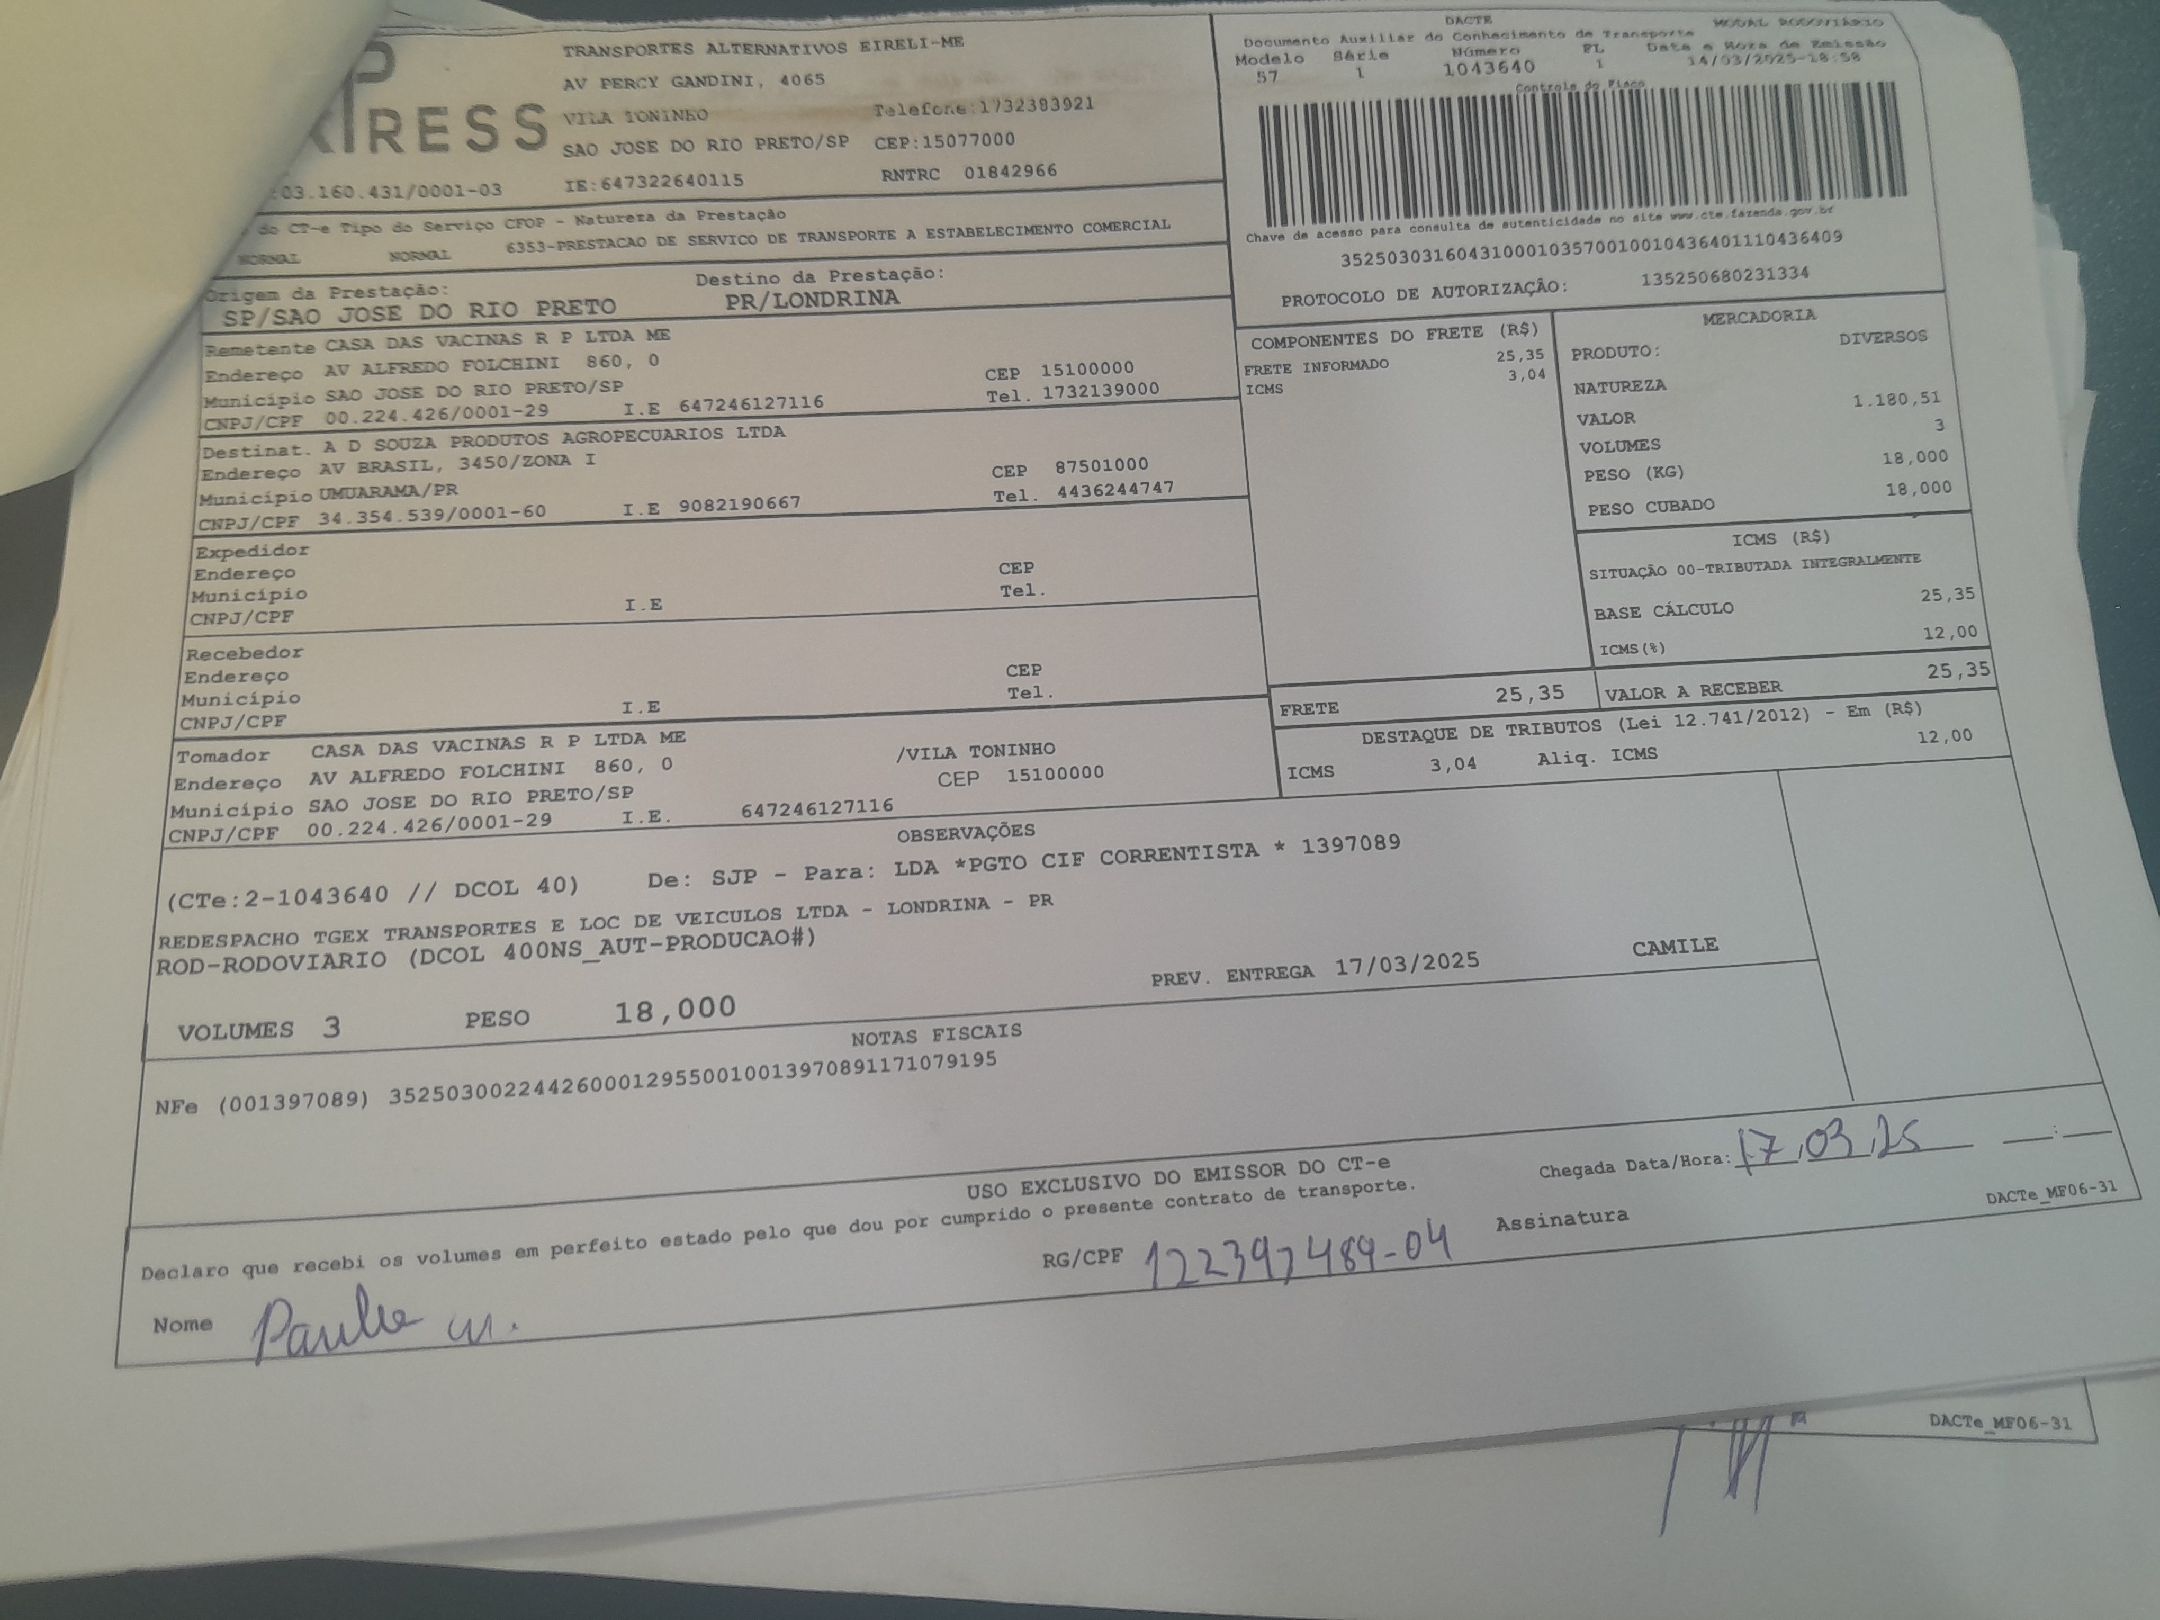 P
RESS
TRANSPORTES ALTERNATIVOS EIRELI-ME
AV PERCY GANDINI, 4065
VILA TONINHO Telefone:1732383921
SAO JOSE DO RIO PRETO/SP CEP:15077000
:03.160.431/0001-03 IE:647322640115 RNTRC 01842966
DACTE MODAL RODOVIÁRIO
Documento Auxiliar do Conhecimento de Transporte
Modelo Série Número FL Data e Hora de Emissão
57 1 1043640 1 14/03/2025-18:58
Controle do Fisco
Chave de acesso para consulta de autenticidade no site www.cte.fazenda.gov.br
35250303160431000103570010010436401110436409
PROTOCOLO DE AUTORIZAÇÃO: 135250680231334
do CT-e Tipo do Serviço CFOP - Natureza da Prestação
NORMAL NORMAL 6353-PRESTACAO DE SERVICO DE TRANSPORTE A ESTABELECIMENTO COMERCIAL
Origem da Prestação: Destino da Prestação:
SP/SAO JOSE DO RIO PRETO PR/LONDRINA
Remetente CASA DAS VACINAS R P LTDA ME
Endereço AV ALFREDO FOLCHINI 860, 0 CEP 15100000
Município SAO JOSE DO RIO PRETO/SP Tel. 1732139000
CNPJ/CPF 00.224.426/0001-29 I.E 647246127116
Destinat. A D SOUZA PRODUTOS AGROPECUARIOS LTDA
Endereço AV BRASIL, 3450/ZONA I CEP 87501000
Município UMUARAMA/PR Tel. 4436244747
CNPJ/CPF 34.354.539/0001-60 I.E 9082190667
Expedidor
Endereço CEP
Município Tel.
CNPJ/CPF I.E
Recebedor
Endereço CEP
Município Tel.
CNPJ/CPF I.E
Tomador CASA DAS VACINAS R P LTDA ME /VILA TONINHO
Endereço AV ALFREDO FOLCHINI 860, 0 CEP 15100000
Município SAO JOSE DO RIO PRETO/SP
CNPJ/CPF 00.224.426/0001-29 I.E. 647246127116
COMPONENTES DO FRETE (R$)
FRETE INFORMADO 25,35
ICMS 3,04
MERCADORIA
PRODUTO: DIVERSOS
NATUREZA
VALOR 1.180,51
VOLUMES 3
PESO (KG) 18,000
PESO CUBADO 18,000
ICMS (R$)
SITUAÇÃO 00-TRIBUTADA INTEGRALMENTE
BASE CÁLCULO 25,35
ICMS(%) 12,00
FRETE 25,35 VALOR A RECEBER 25,35
DESTAQUE DE TRIBUTOS (Lei 12.741/2012) - Em (R$)
ICMS 3,04 Aliq. ICMS 12,00
OBSERVAÇÕES
(CTe:2-1043640 // DCOL 40) De: SJP - Para: LDA *PGTO CIF CORRENTISTA * 1397089
REDESPACHO TGEX TRANSPORTES E LOC DE VEICULOS LTDA - LONDRINA - PR
ROD-RODOVIARIO (DCOL 400NS_AUT-PRODUCAO#)
PREV. ENTREGA 17/03/2025 CAMILE
VOLUMES 3 PESO 18,000
NOTAS FISCAIS
NFe (001397089) 35250300224426000129550010013970891171079195
USO EXCLUSIVO DO EMISSOR DO CT-e
Chegada Data/Hora: 17,03,25 __:__
Declaro que recebi os volumes em perfeito estado pelo que dou por cumprido o presente contrato de transporte.
DACTe_MF06-31
Nome RG/CPF 122397489-04 Assinatura
DACTe_MF06-31